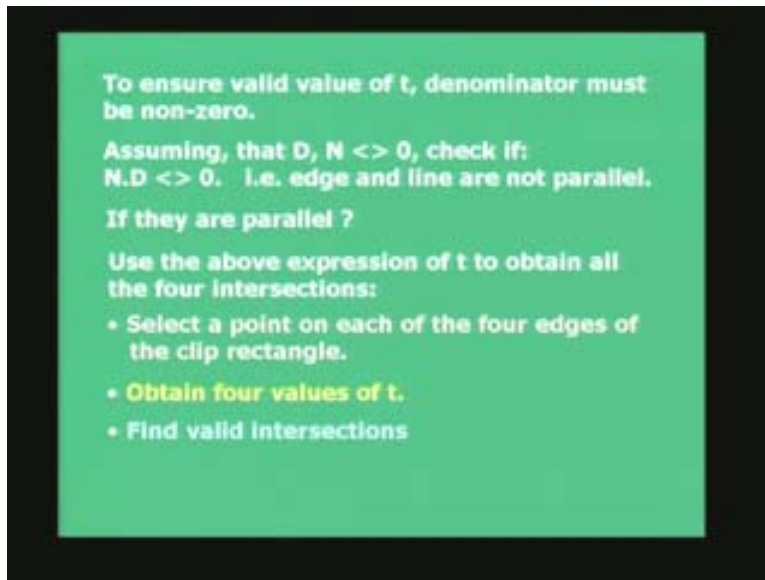 To ensure valid value of t, denominator must
be non-zero.
Assuming, that D, N <> 0, check if:
N.D <> 0. i.e. edge and line are not parallel.
If they are parallel ?
Use the above expression of t to obtain all
the four intersections:
• Select a point on each of the four edges of
the clip rectangle.
• Obtain four values of t.
• Find valid intersections